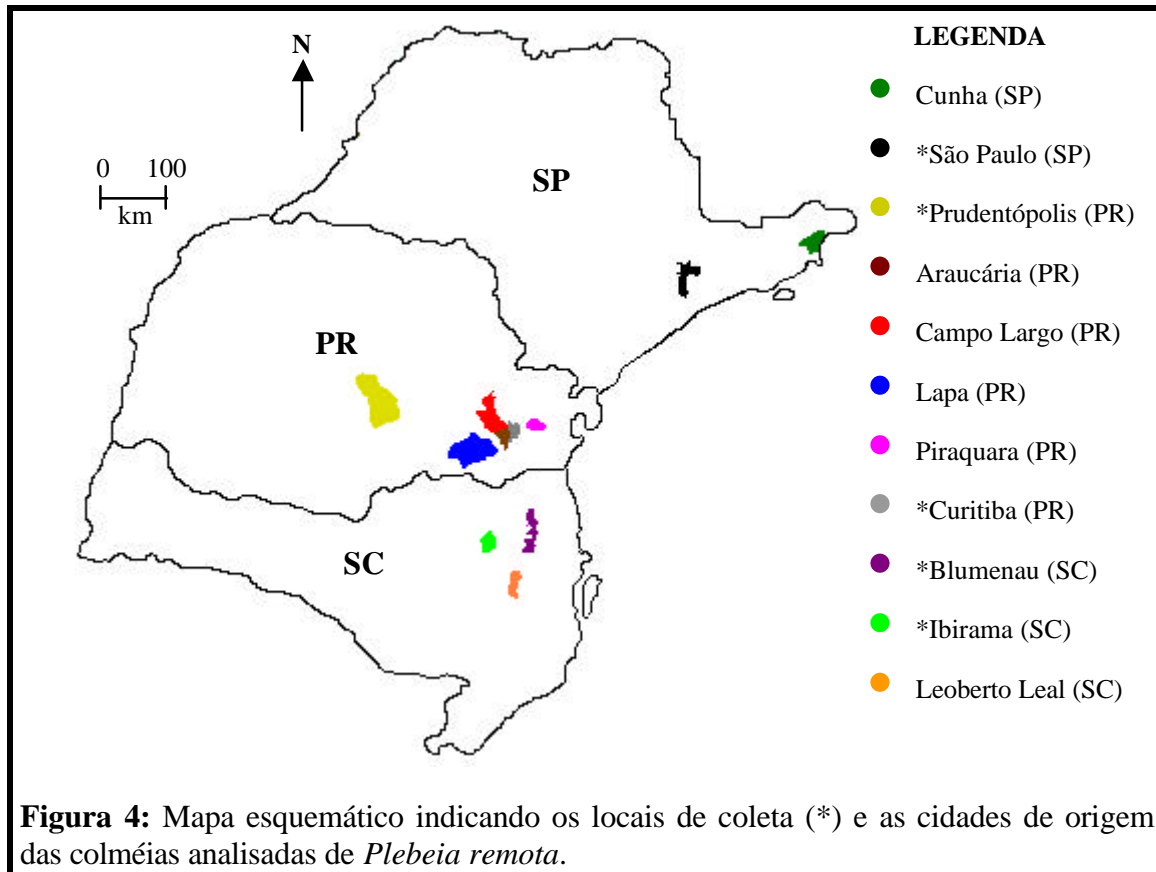 LEGENDA
N
Cunha (SP)
*São Paulo (SP)
0 100
km
SP
*Prudentópolis (PR)
Araucária (PR)
Campo Largo (PR)
PR
Lapa (PR)
Piraquara (PR)
*Curitiba (PR)
SC
*Blumenau (SC)
*Ibirama (SC)
Leoberto Leal (SC)
Figura 4: Mapa esquemático indicando os locais de coleta (*) e as cidades de origem
das colméias analisadas de Plebeia remota.